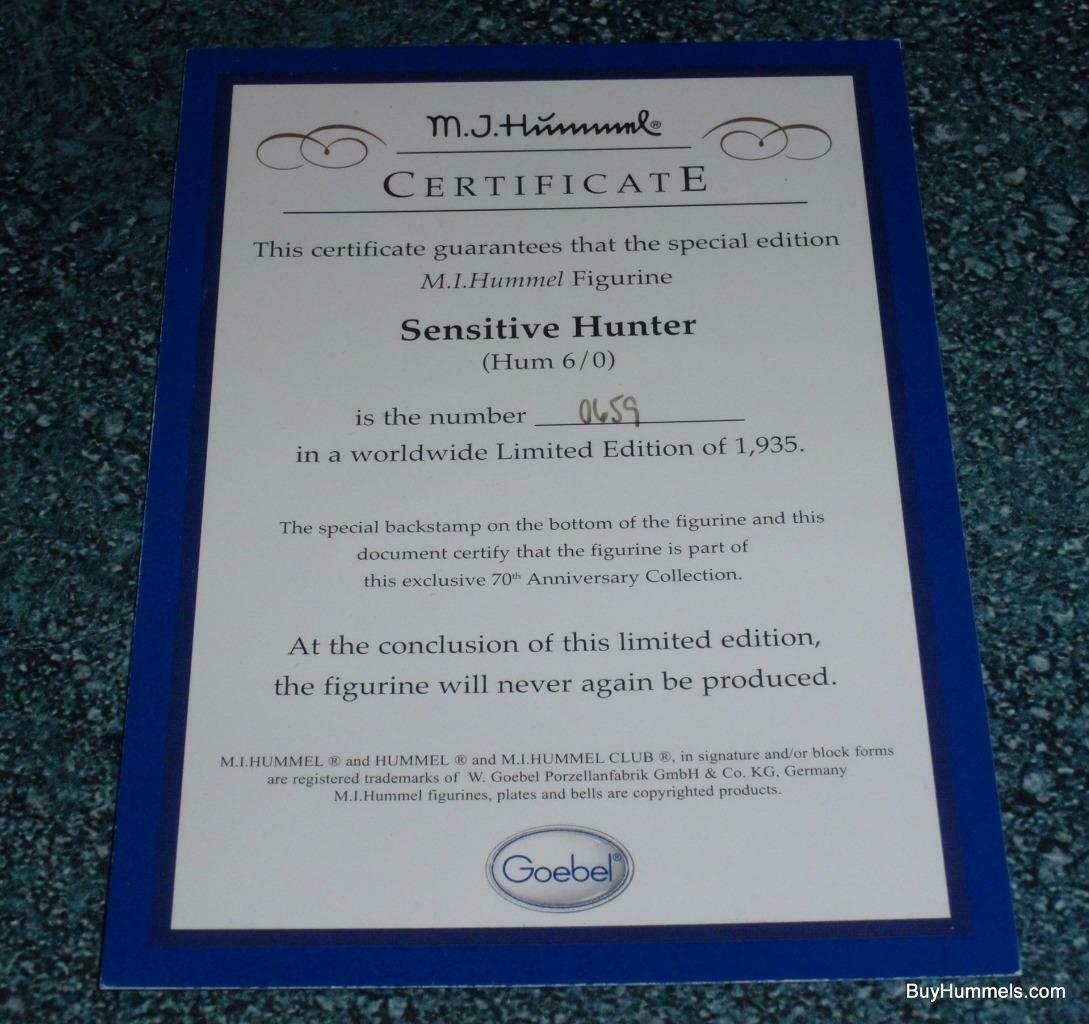 M.J.Hummel®
CERTIFICATE
This certificate guarantees that the special edition
M.I.Hummel Figurine
Sensitive Hunter
(Hum 6/0)
is the number 0659
in a worldwide Limited Edition of 1,935.
The special backstamp on the bottom of the figurine and this
document certify that the figurine is part of
this exclusive 70th Anniversary Collection.
At the conclusion of this limited edition,
the figurine will never again be produced.
M.I.HUMMEL ® and HUMMEL ® and M.I.HUMMEL CLUB ®, in signature and/or block forms
are registered trademarks of W. Goebel Porzellanfabrik GmbH & Co. KG, Germany
M.I.Hummel figurines, plates and bells are copyrighted products.
Goebel®
BuyHummels.com